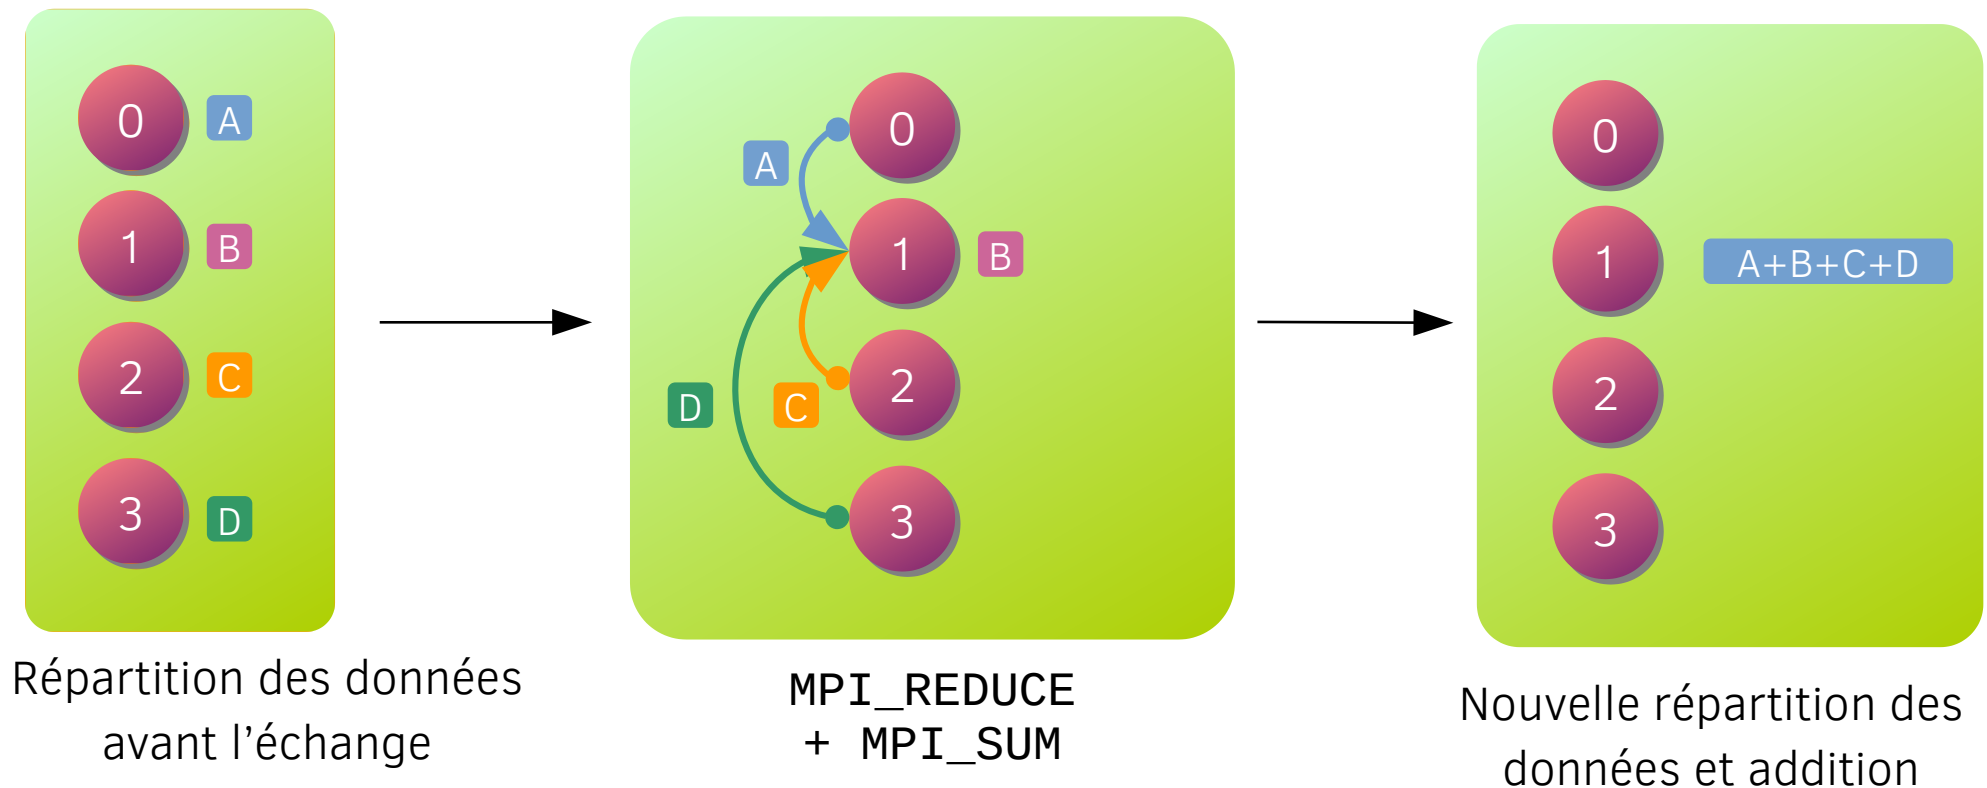 0 A
1 B
2 C
3 D
Répartition des données
avant l’échange
0
A
1 B
2
D C
3
MPI_REDUCE
+ MPI_SUM
0
1 A+B+C+D
2
3
Nouvelle répartition des
données et addition